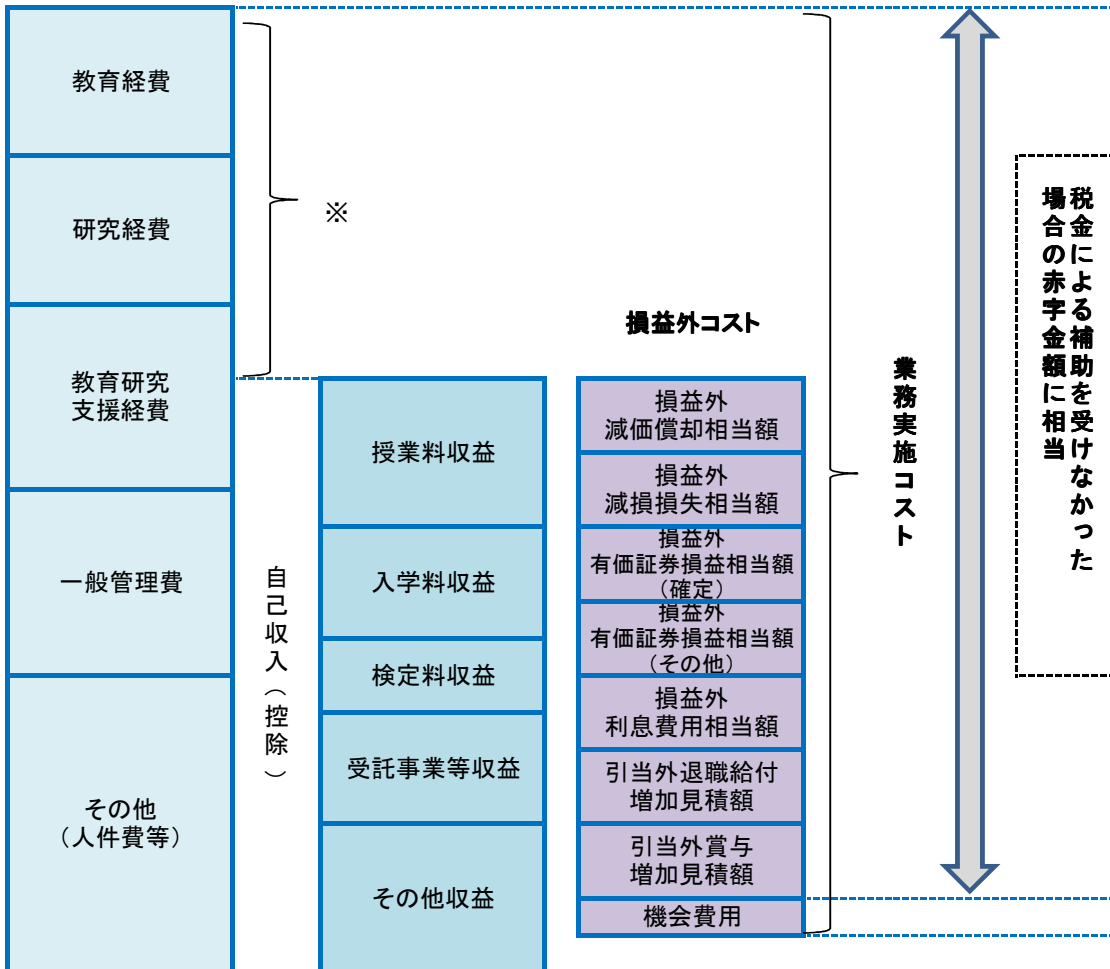 教育経費
研究経費
教育研究
支援経費
一般管理費
その他
（人件費等）
※
自己収入（控除）
授業料収益
入学料収益
検定料収益
受託事業等収益
その他収益
損益外コスト
損益外
減価償却相当額
損益外
減損損失相当額
損益外
有価証券損益相当額
（確定）
損益外
有価証券損益相当額
（その他）
損益外
利息費用相当額
引当外退職給付
増加見積額
引当外賞与
増加見積額
機会費用
業務実施コスト
税金による補助を受けなかった
場合の赤字金額に相当